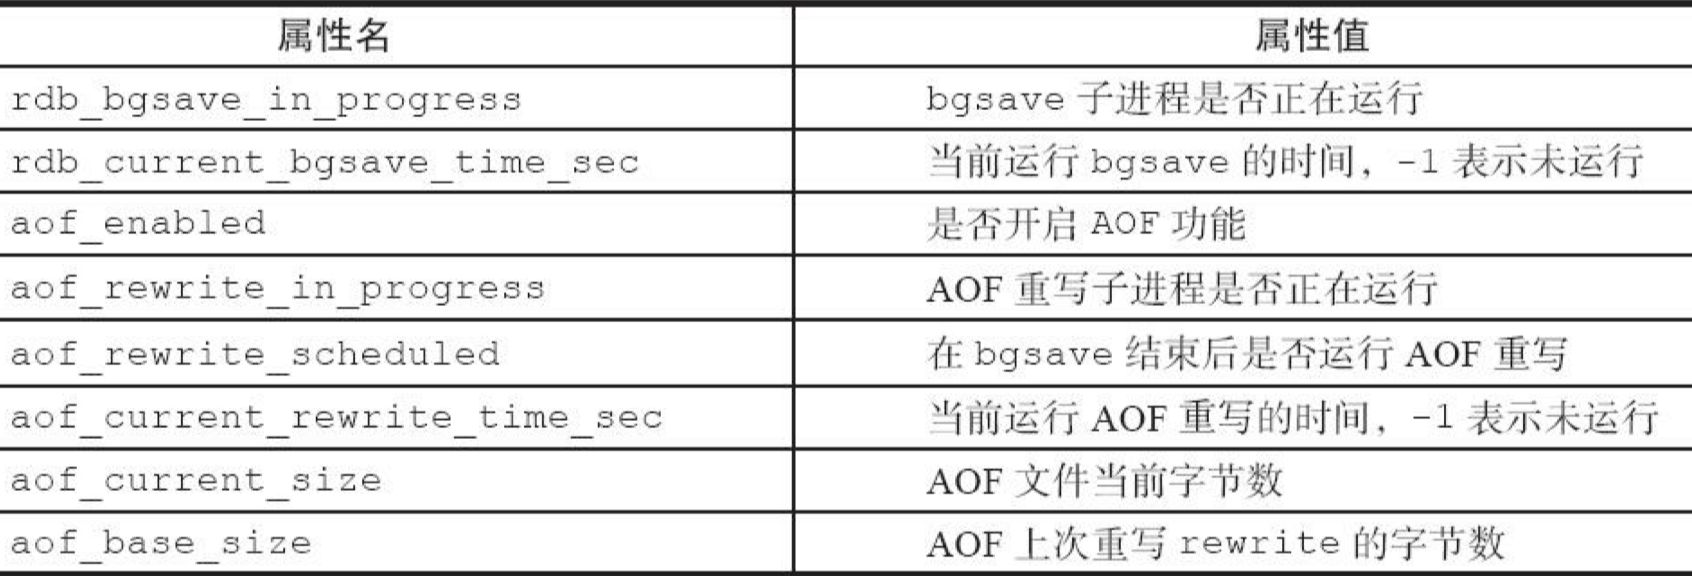 属性名 属性值
rdb_bgsave_in_progress bgsave 子进程是否正在运行
rdb_current_bgsave_time_sec 当前运行 bgsave 的时间，-1 表示未运行
aof_enabled 是否开启 AOF 功能
aof_rewrite_in_progress AOF 重写子进程是否正在运行
aof_rewrite_scheduled 在 bgsave 结束后是否运行 AOF 重写
aof_current_rewrite_time_sec 当前运行 AOF 重写的时间，-1 表示未运行
aof_current_size AOF 文件当前字节数
aof_base_size AOF 上次重写 rewrite 的字节数